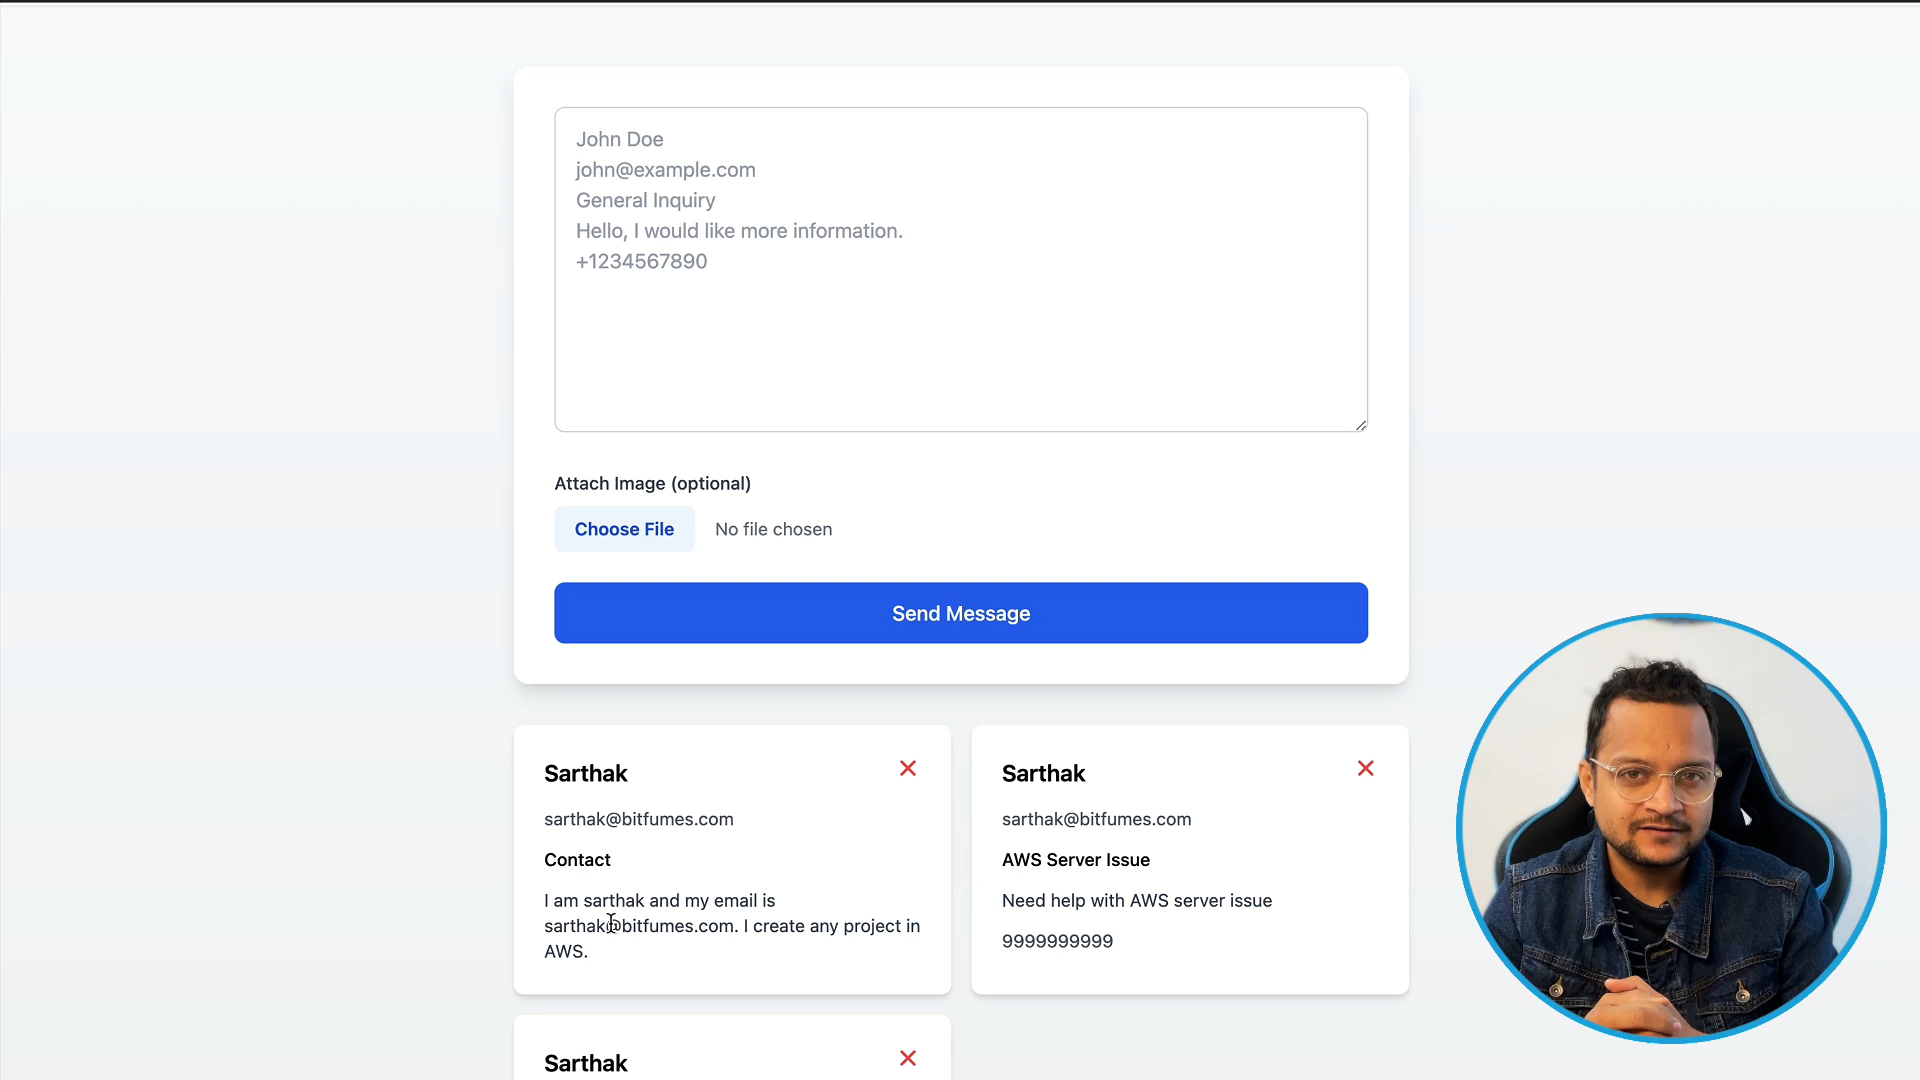 John Doe
john@example.com
General Inquiry
Hello, I would like more information.
+1234567890
Attach Image (optional)
Choose File No file chosen
Send Message
Sarthak
sarthak@bitfumes.com
Contact
I am sarthak and my email is
sarthak@bitfumes.com. I create any project in
AWS.
Sarthak
sarthak@bitfumes.com
AWS Server Issue
Need help with AWS server issue
9999999999
Sarthak